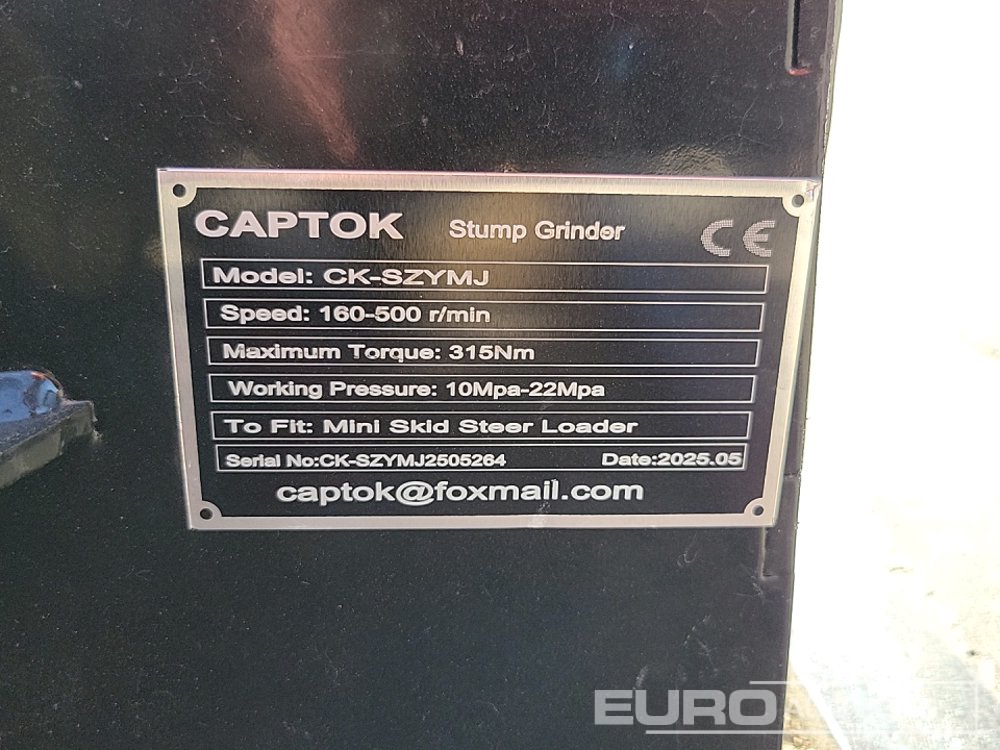 CAPTOK Stump Grinder CE
Model: CK-SZYMJ
Speed: 160-500 r/min
Maximum Torque: 315Nm
Working Pressure: 10Mpa-22Mpa
To Fit: Mini Skid Steer Loader
Serial No:CK-SZYMJ2505264 Date:2025.05
captok@foxmail.com